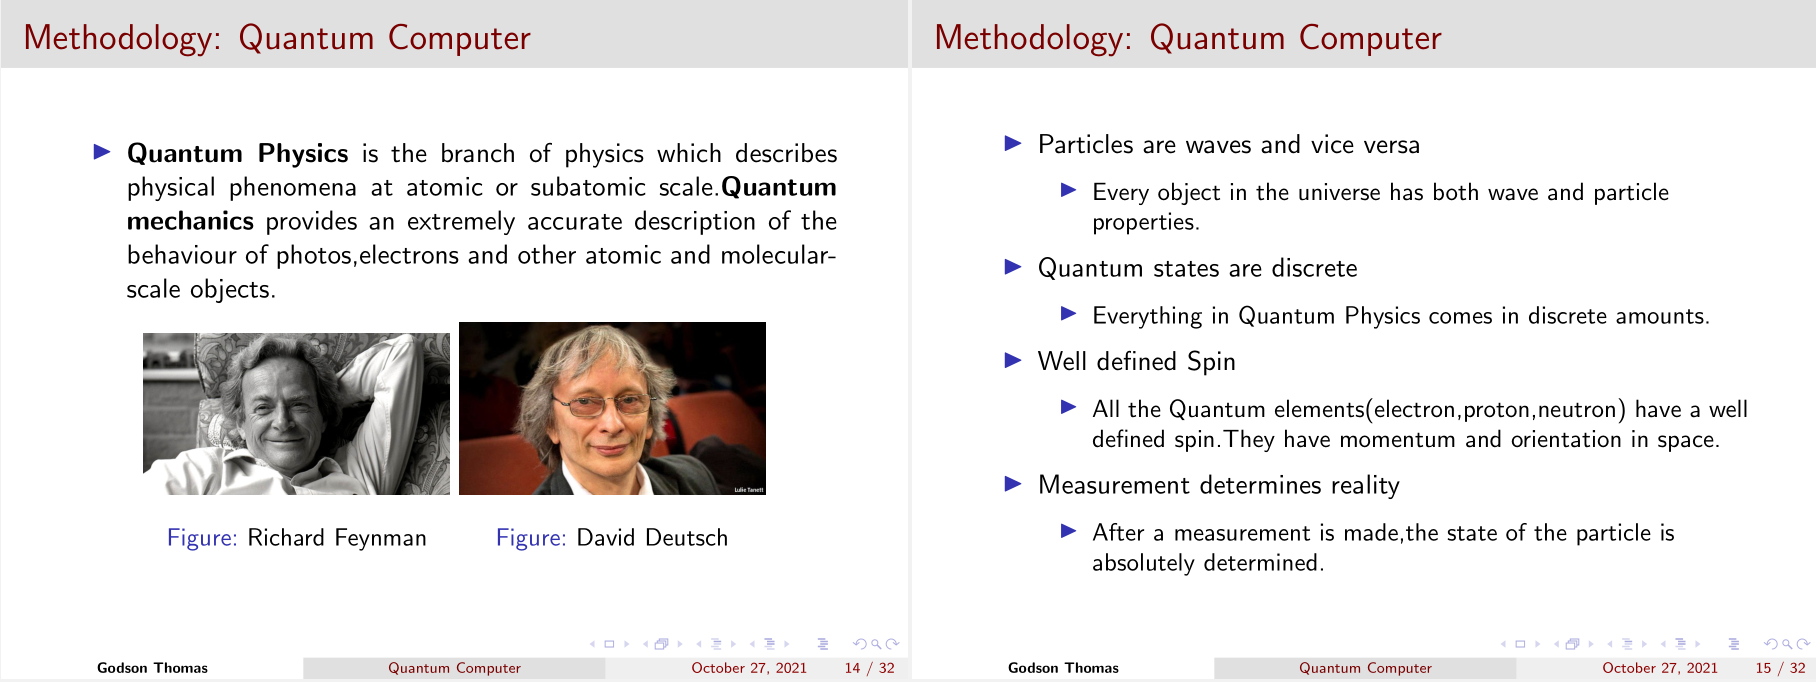 Methodology: Quantum Computer
Quantum Physics is the branch of physics which describes
physical phenomena at atomic or subatomic scale.Quantum
mechanics provides an extremely accurate description of the
behaviour of photos,electrons and other atomic and molecular-
scale objects.
Lulie Tanett
Figure: Richard Feynman
Figure: David Deutsch
Godson Thomas
Quantum Computer
October 27, 2021
14 / 32
Methodology: Quantum Computer
Particles are waves and vice versa
Every object in the universe has both wave and particle
properties.
Quantum states are discrete
Everything in Quantum Physics comes in discrete amounts.
Well defined Spin
All the Quantum elements(electron,proton,neutron) have a well
defined spin.They have momentum and orientation in space.
Measurement determines reality
After a measurement is made,the state of the particle is
absolutely determined.
Godson Thomas
Quantum Computer
October 27, 2021
15 / 32